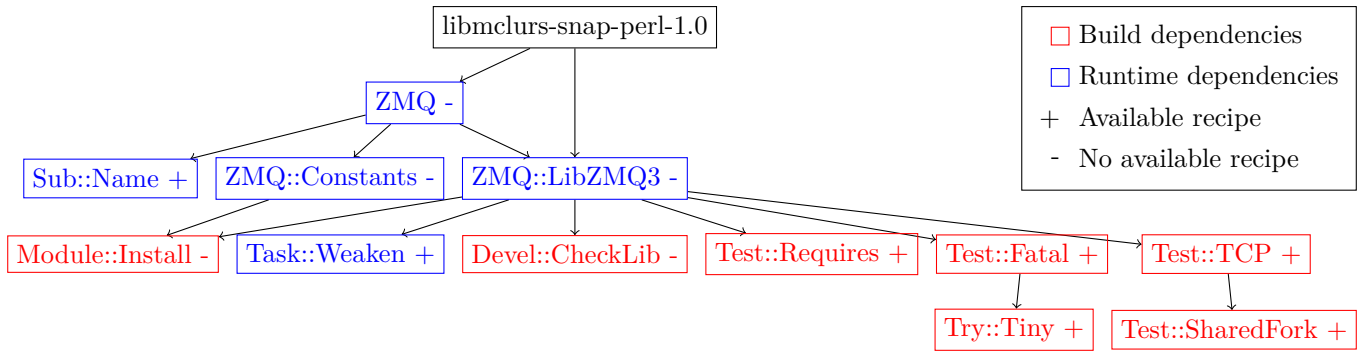 libmclurs-snap-perl-1.0
ZMQ -
Sub::Name +
ZMQ::Constants -
ZMQ::LibZMQ3 -
Module::Install -
Task::Weaken +
Devel::CheckLib -
Test::Requires +
Test::Fatal +
Test::TCP +
Try::Tiny +
Test::SharedFork +
Build dependencies
Runtime dependencies
+ Available recipe
- No available recipe